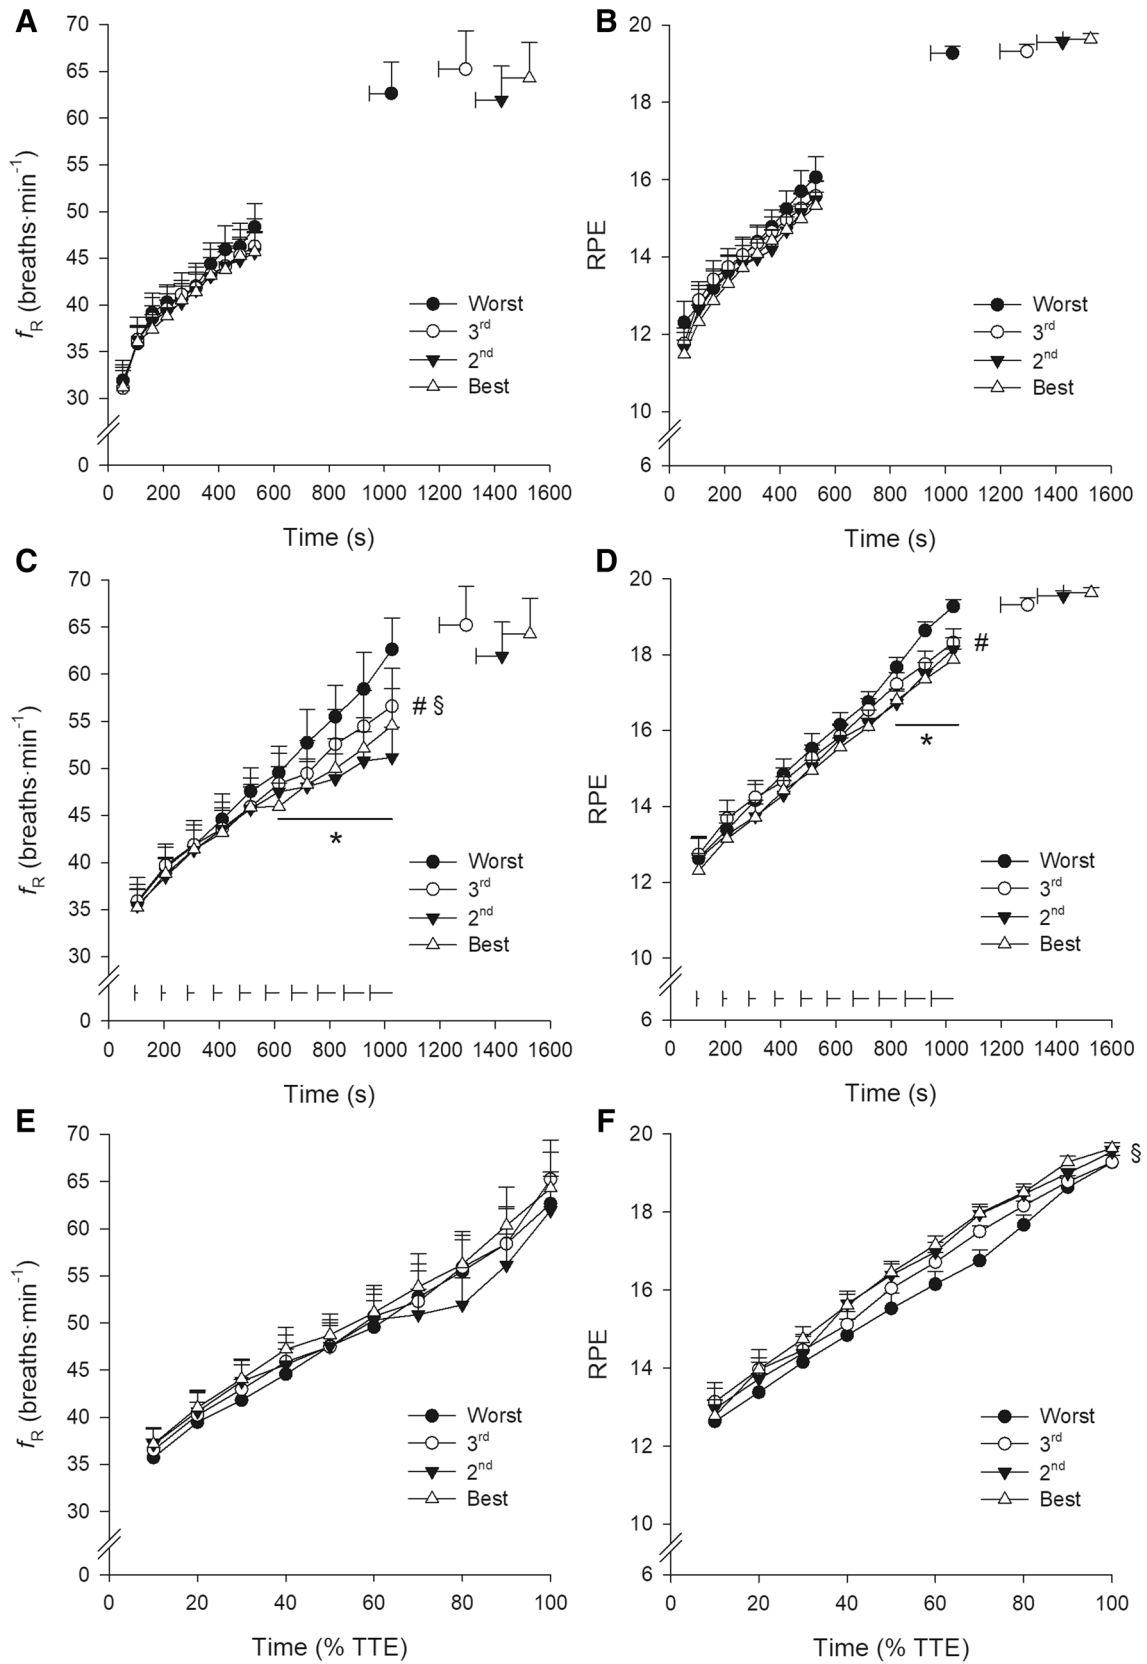 A
70
65
60
55
50
45
40
35
30
0
fR (breaths·min-1)
Worst
3rd
2nd
Best
0 200 400 600 800 1000 1200 1400 1600
Time (s)
B
20
18
16
14
12
10
6
RPE
Worst
3rd
2nd
Best
0 200 400 600 800 1000 1200 1400 1600
Time (s)
C
70
65
60
55
50
45
40
35
30
0
fR (breaths·min-1)
# §
*
Worst
3rd
2nd
Best
0 200 400 600 800 1000 1200 1400 1600
Time (s)
D
20
18
16
14
12
10
6
RPE
#
*
Worst
3rd
2nd
Best
0 200 400 600 800 1000 1200 1400 1600
Time (s)
E
70
65
60
55
50
45
40
35
30
0
fR (breaths·min-1)
Worst
3rd
2nd
Best
0 20 40 60 80 100
Time (% TTE)
F
20
18
16
14
12
10
6
RPE
§
Worst
3rd
2nd
Best
0 20 40 60 80 100
Time (% TTE)